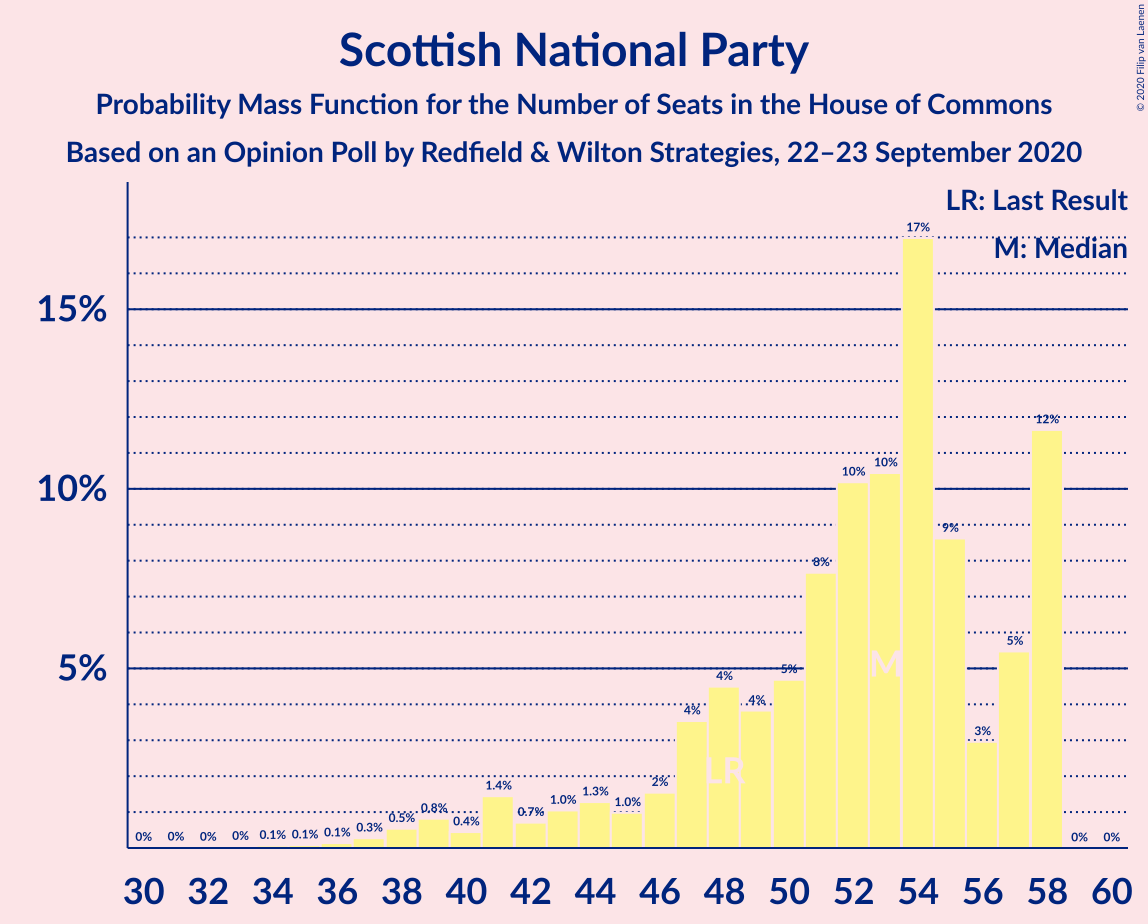 © 2020 Filip van Laenen
Scottish National Party
Probability Mass Function for the Number of Seats in the House of Commons
Based on an Opinion Poll by Redfield & Wilton Strategies, 22–23 September 2020
LR: Last Result
M: Median
15%
10%
5%
0% 0% 0% 0% 0.1% 0.1% 0.1% 0.3% 0.5% 0.8% 0.4% 1.4% 0.7% 1.0% 1.3% 1.0% 2% 4% 4% 4% 5% 8% 10% 10% 17% 9% 3% 5% 12% 0% 0%
LR
M
30 32 34 36 38 40 42 44 46 48 50 52 54 56 58 60